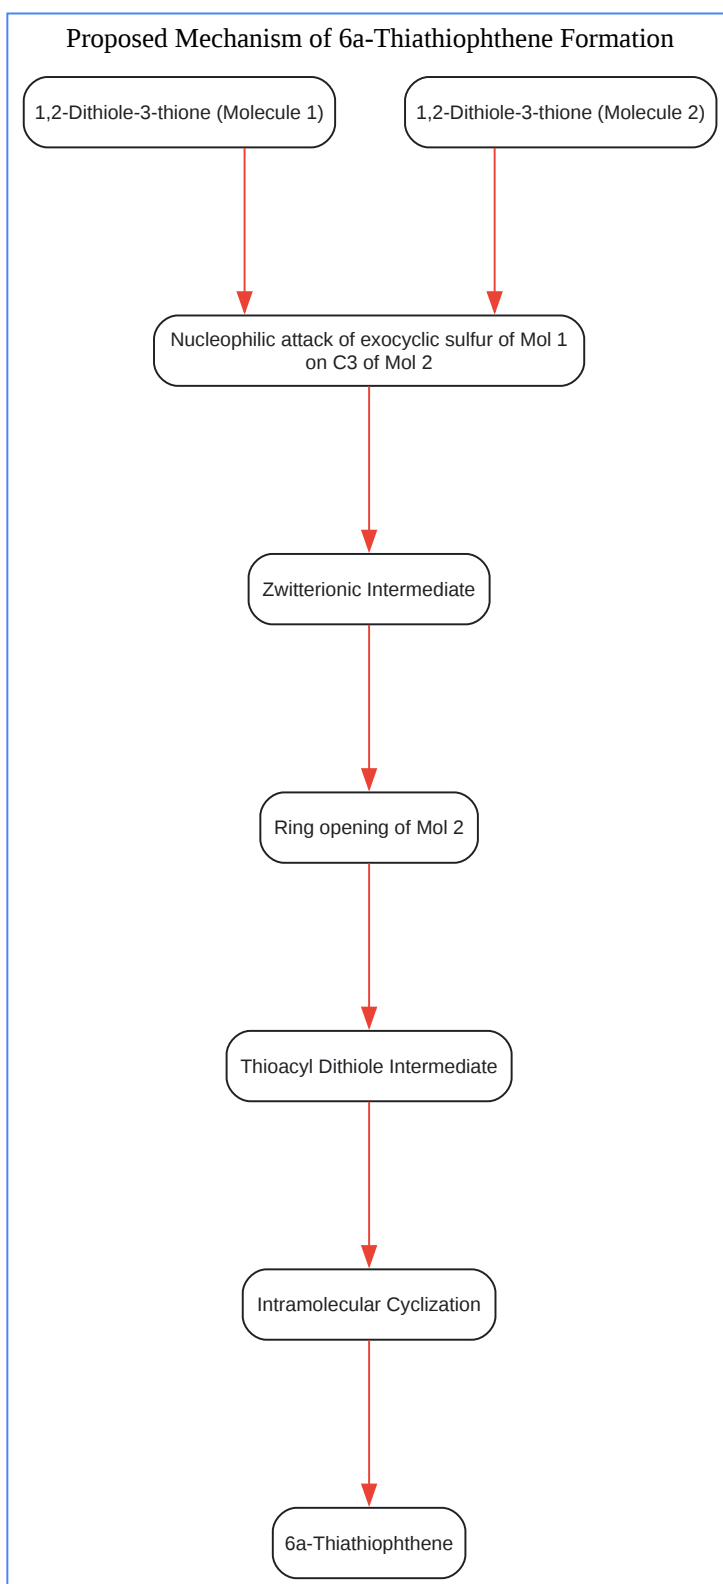 Proposed Mechanism of 6a-Thiathiophthene Formation
1,2-Dithiole-3-thione (Molecule 1)
1,2-Dithiole-3-thione (Molecule 2)
Nucleophilic attack of exocyclic sulfur of Mol 1
on C3 of Mol 2
Zwitterionic Intermediate
Ring opening of Mol 2
Thioacyl Dithiole Intermediate
Intramolecular Cyclization
6a-Thiathiophthene